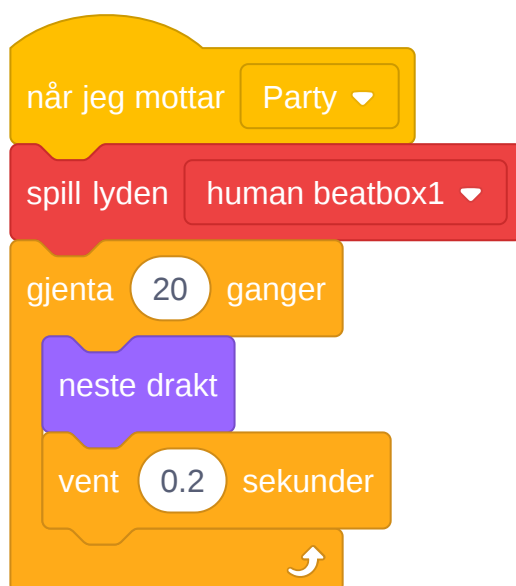 når jeg mottar Party
spill lyden human beatbox1
gjenta 20 ganger
neste drakt
vent 0.2 sekunder